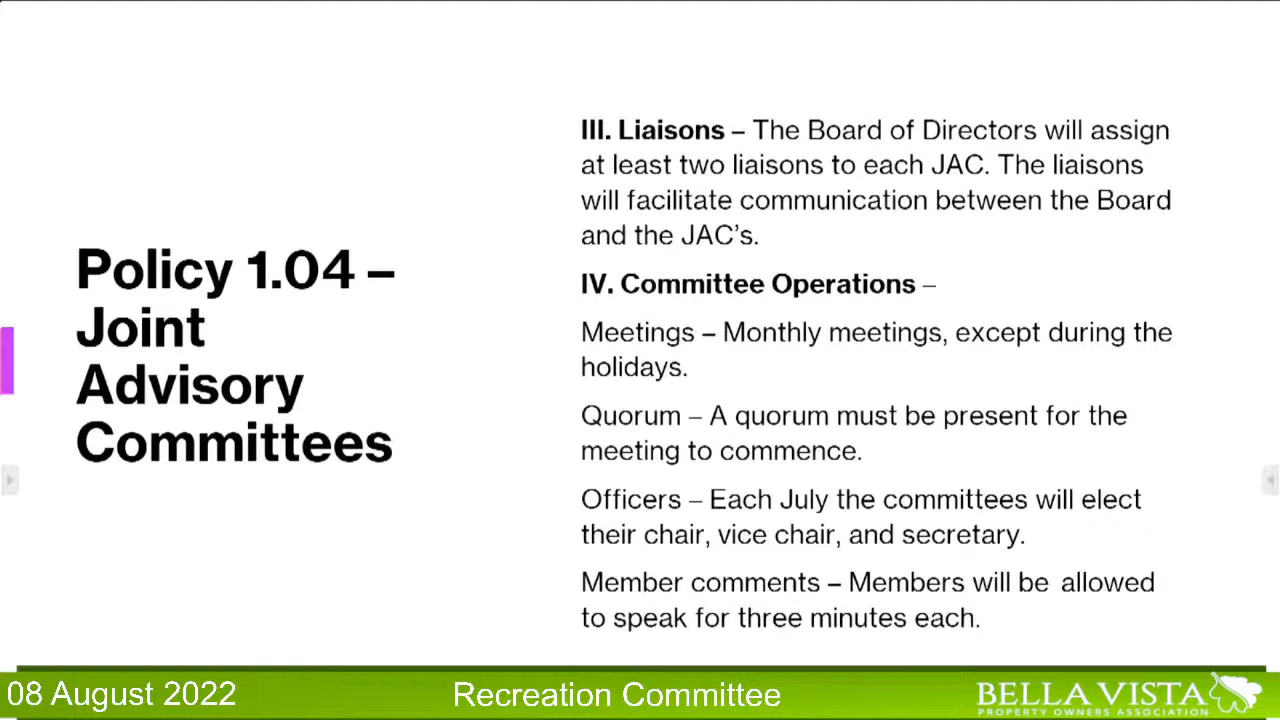 Policy 1.04 –
Joint
Advisory
Committees
III. Liaisons – The Board of Directors will assign
at least two liaisons to each JAC. The liaisons
will facilitate communication between the Board
and the JAC’s.
IV. Committee Operations –
Meetings – Monthly meetings, except during the
holidays.
Quorum – A quorum must be present for the
meeting to commence.
Officers – Each July the committees will elect
their chair, vice chair, and secretary.
Member comments – Members will be allowed
to speak for three minutes each.
08 August 2022
Recreation Committee
BELLA VISTA
PROPERTY OWNERS ASSOCIATION